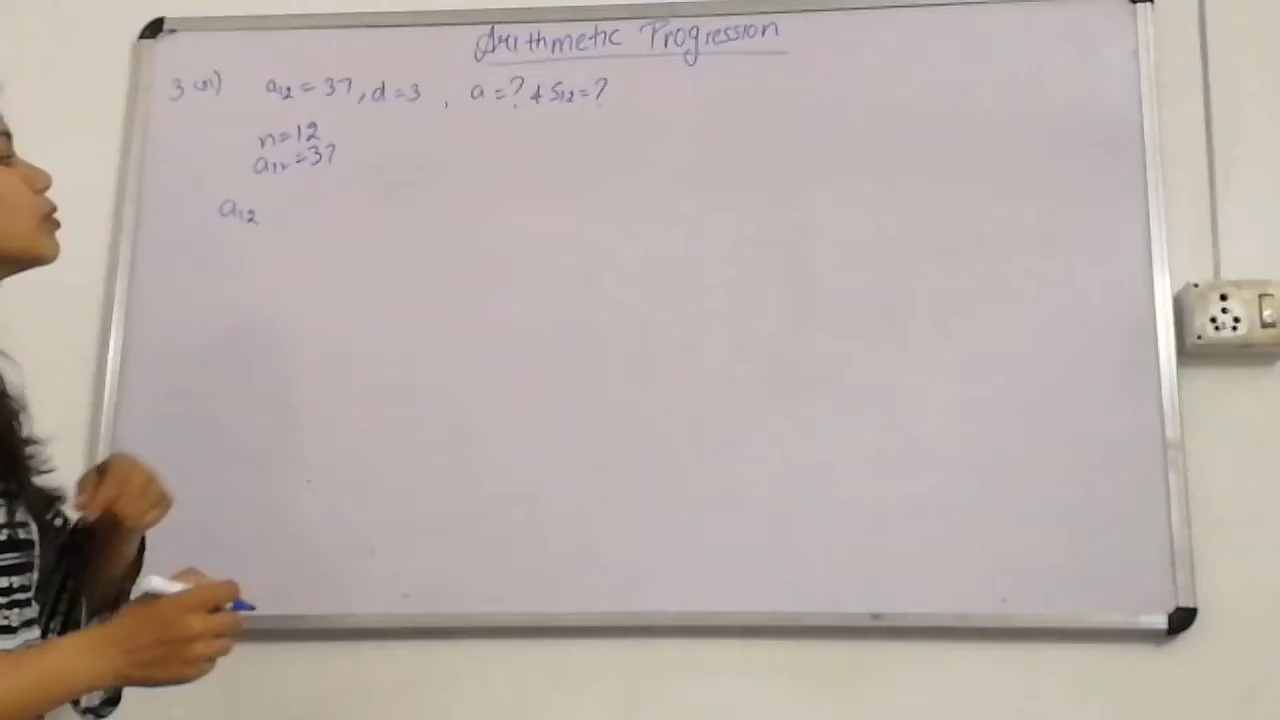 Arithmetic Progression
3 a₁₂ = 37, d = 3, a = ? & S₁₂ = ?
n = 12
a₁₂ = 37
a₁₂